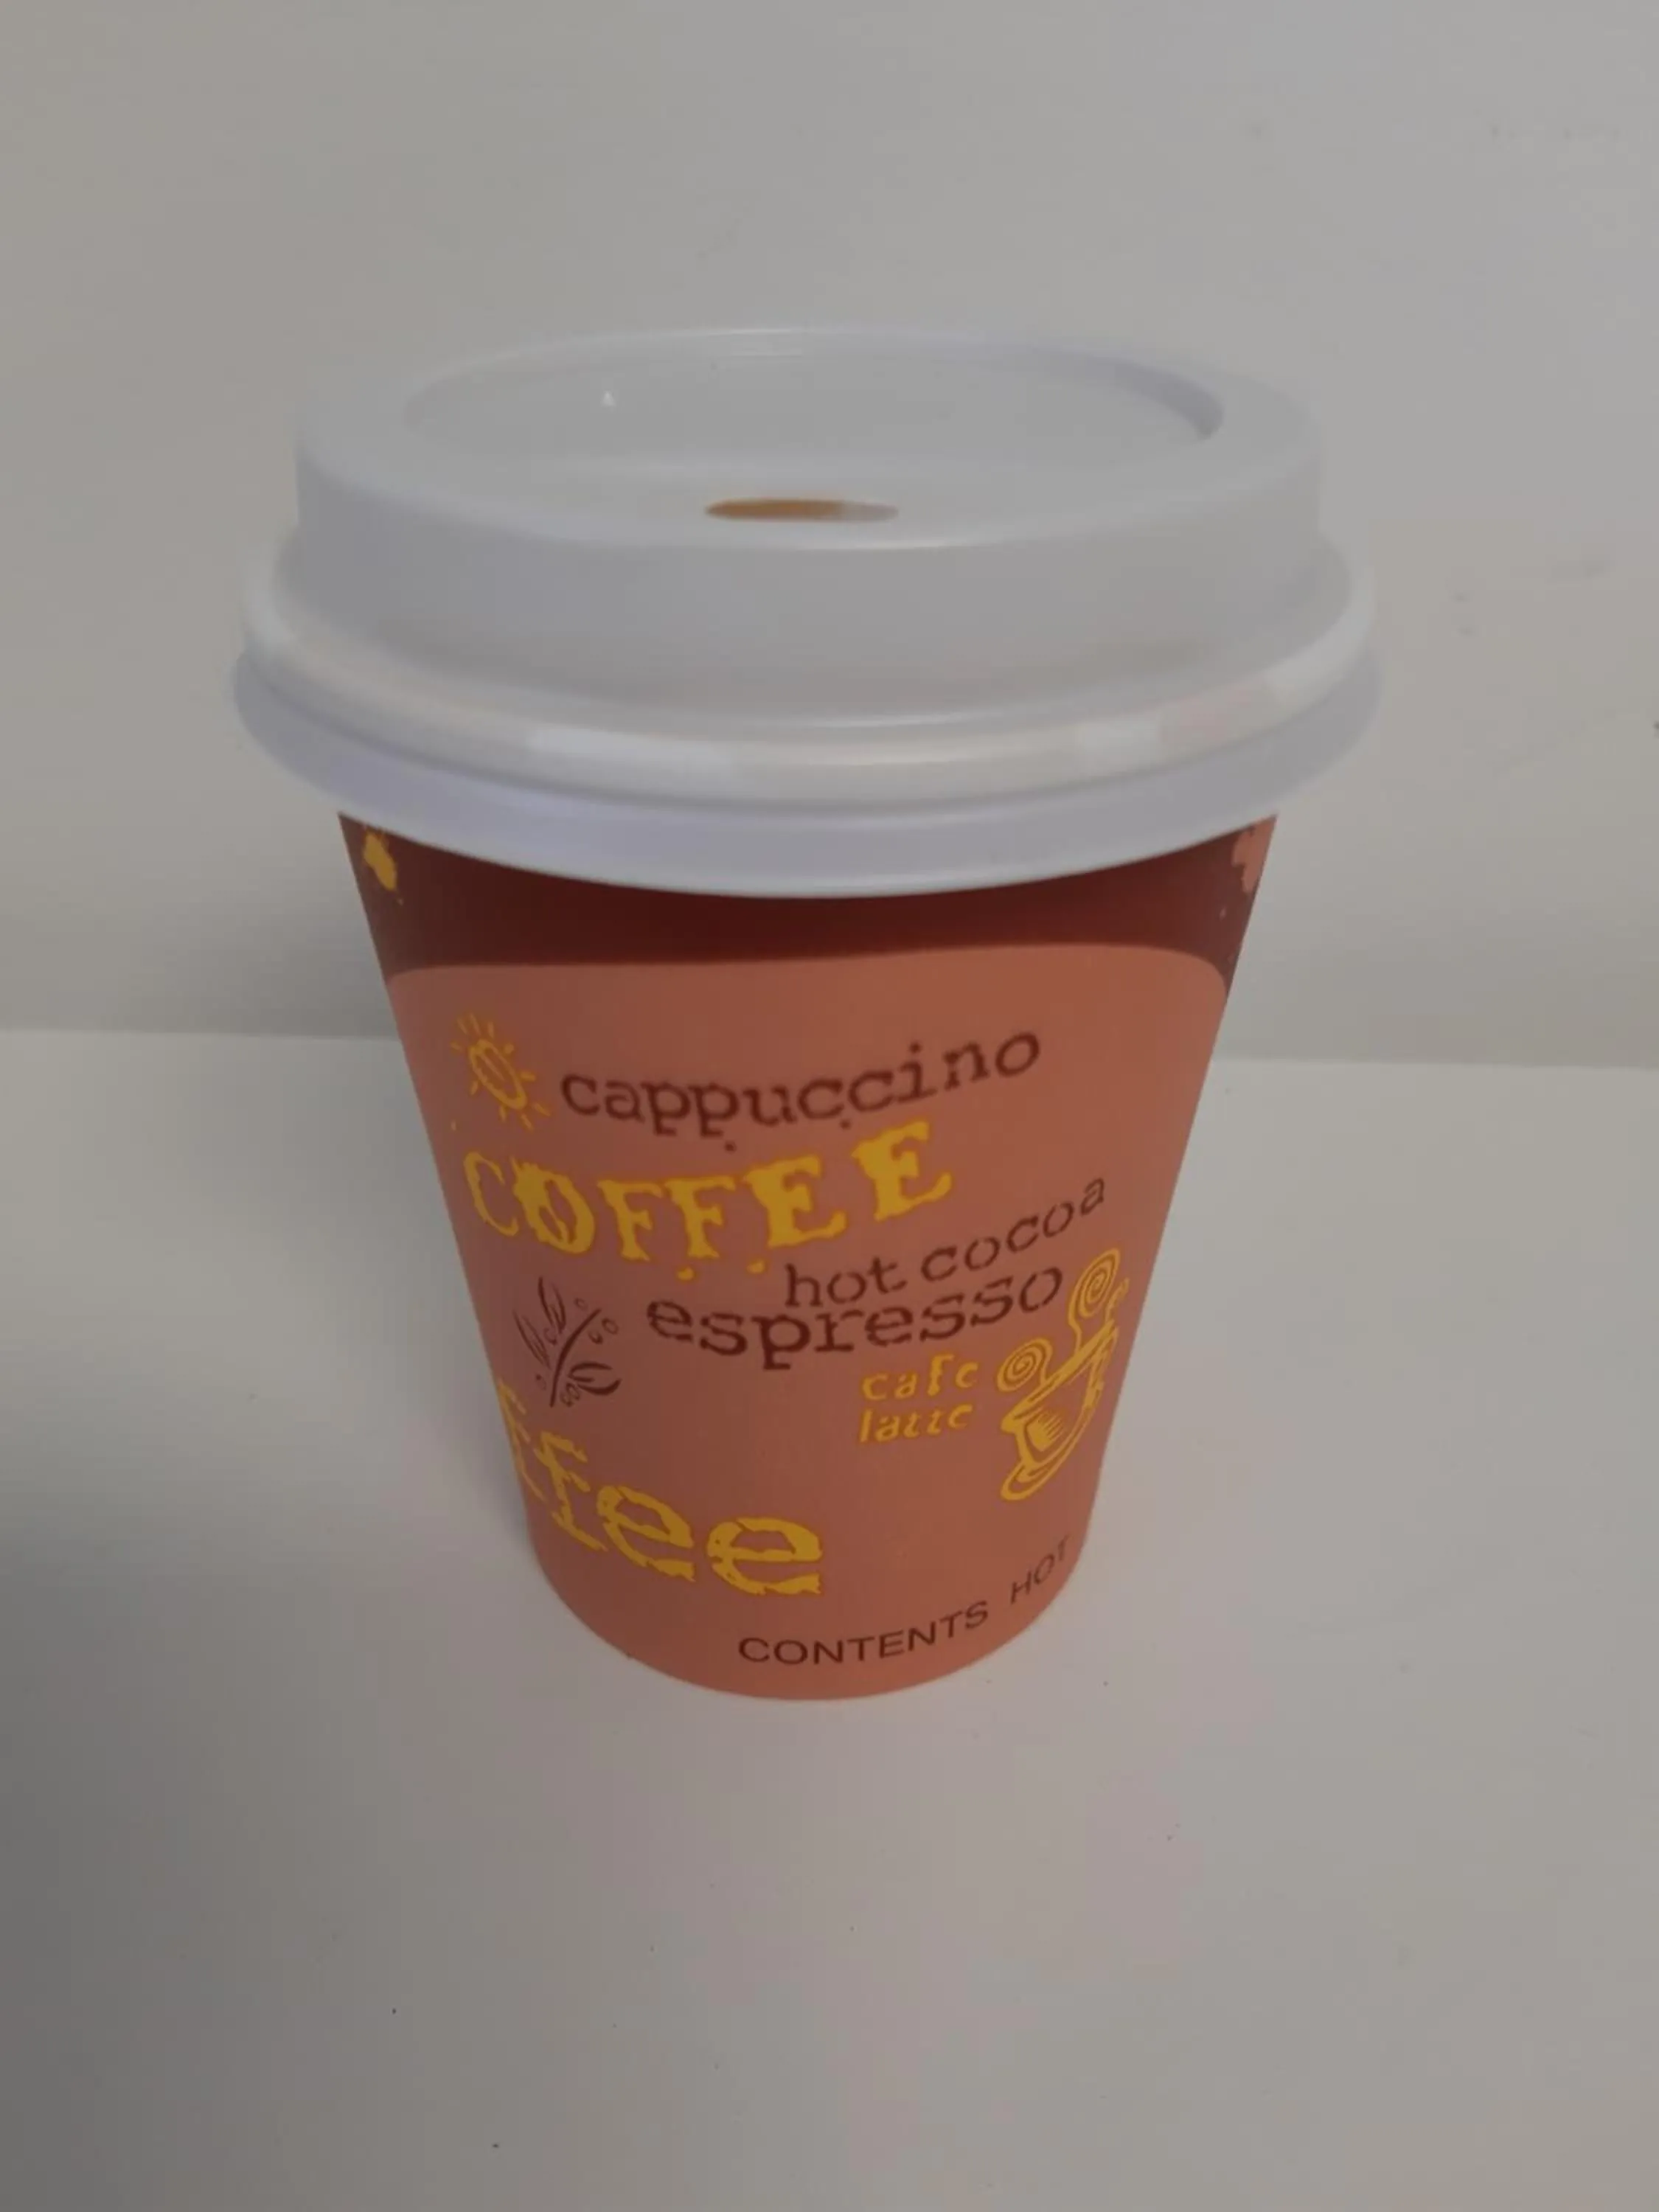 cappuccino
COFFEE
hot cocoa
espresso
cafe
latte
ffee
CONTENTS HOT